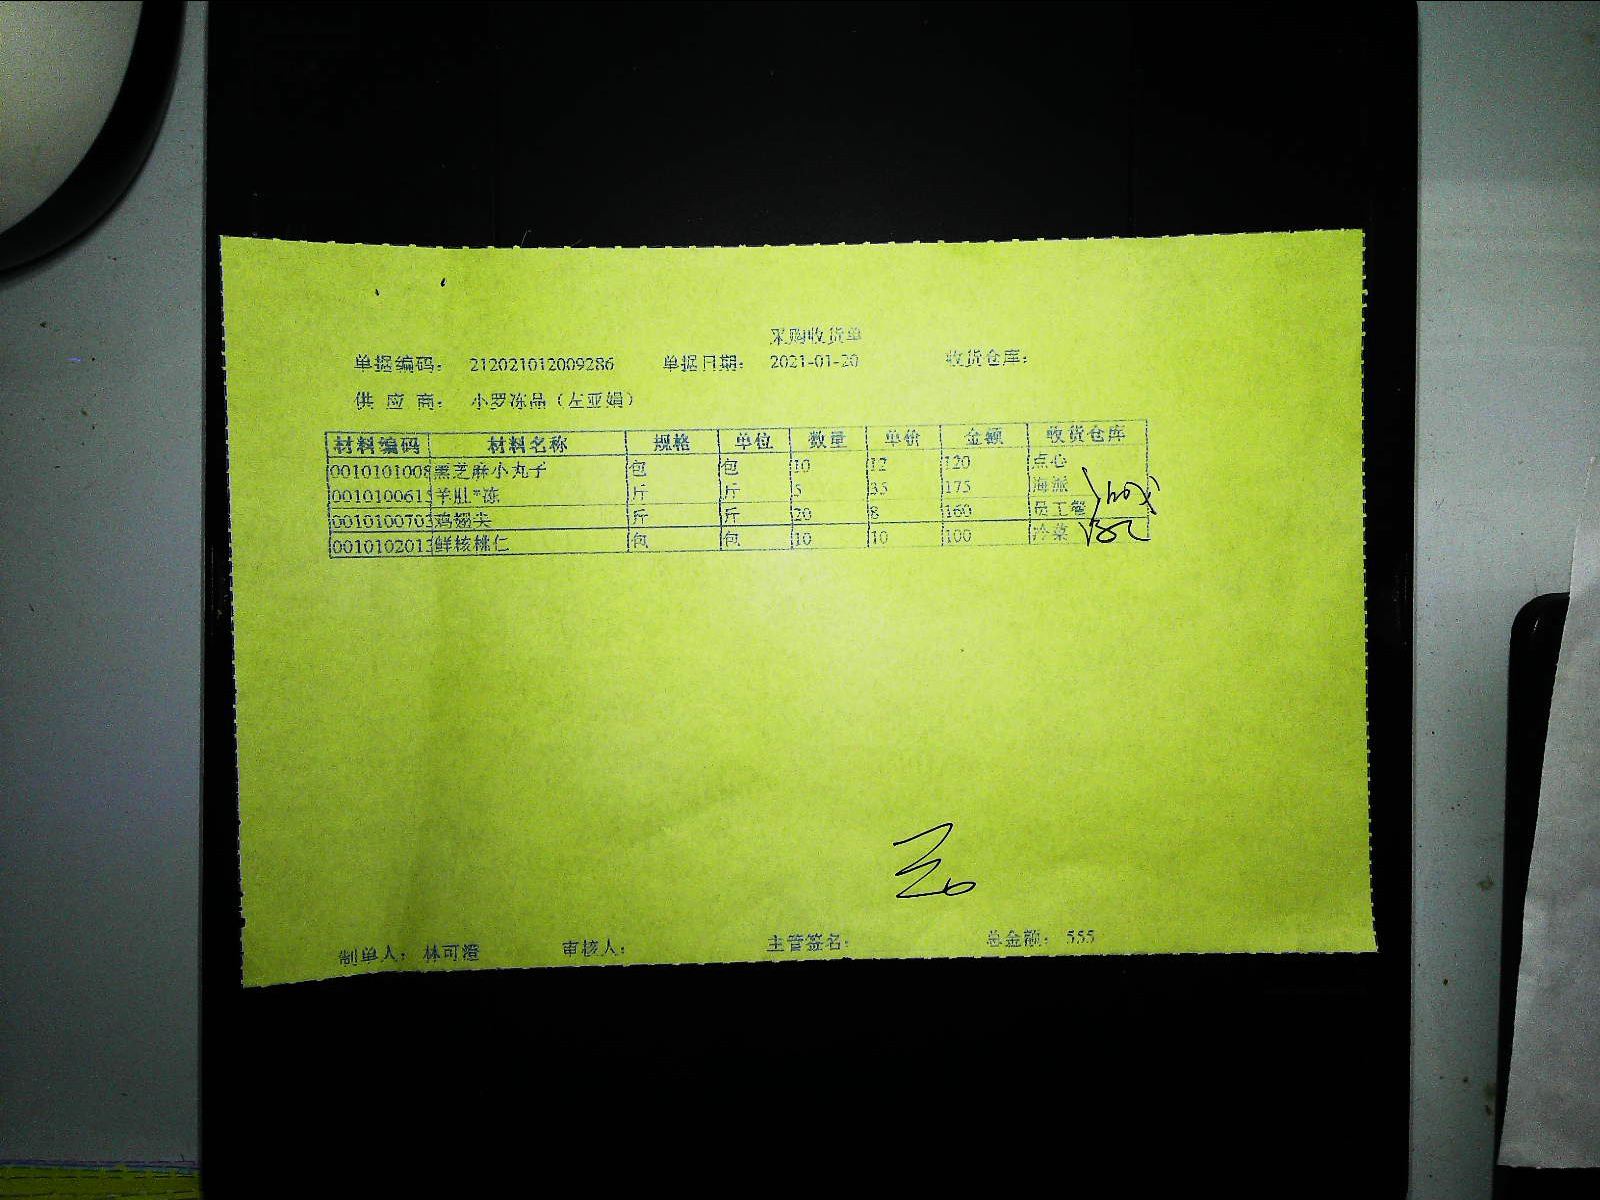 采购收货单
单据编码： 212021012009286 单据日期： 2021-01-20 收货仓库：
供 应 商： 小罗冻品（左亚娟）
材料编码 材料名称 规格 单位 数量 单价 金额 收货仓库
0010101008 黑芝麻小丸子 包 包 10 12 120 点心
001010061 羊肚*冻 斤 斤 5 35 175 海派
001010070 鸡翅尖 斤 斤 20 8 160 员工餐
001010201 鲜核桃仁 包 包 10 10 100 冷菜
制单人： 林可澄 审核人： 主管签名： 总金额： 555